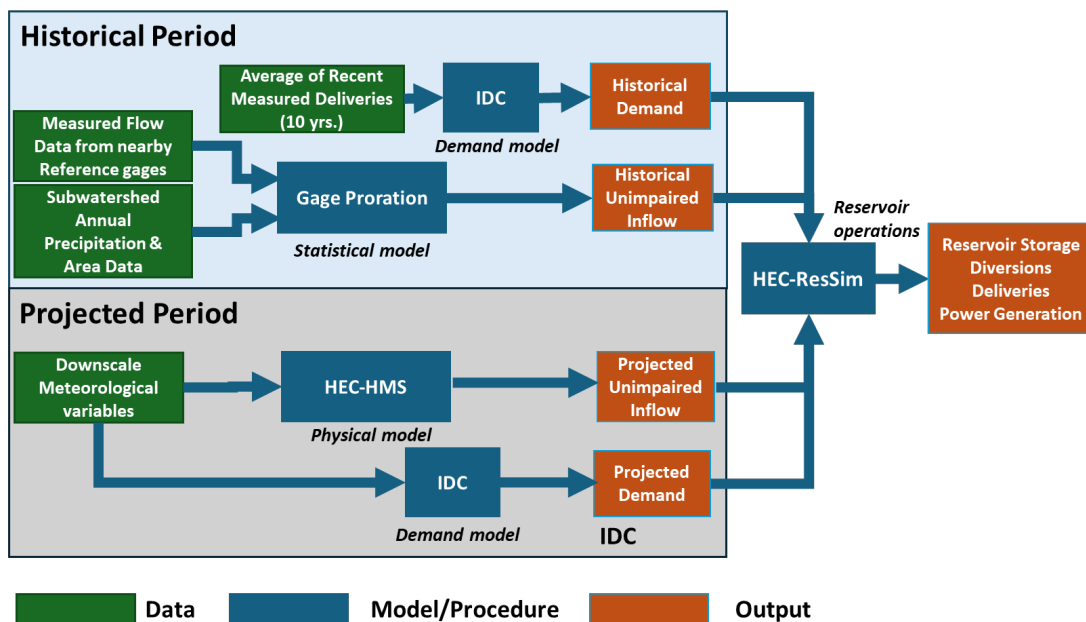 Historical Period
Average of Recent
Measured Deliveries
(10 yrs.)
IDC
Demand model
Historical
Demand
Measured Flow
Data from nearby
Reference gages
Subwatershed
Annual
Precipitation &
Area Data
Gage Proration
Statistical model
Historical
Unimpaired
Inflow
Reservoir
operations
HEC-ResSim
Reservoir Storage
Diversions
Deliveries
Power Generation
Projected Period
Downscale
Meteorological
variables
HEC-HMS
Physical model
Projected
Unimpaired
Inflow
IDC
Demand model
Projected
Demand
IDC
Data
Model/Procedure
Output